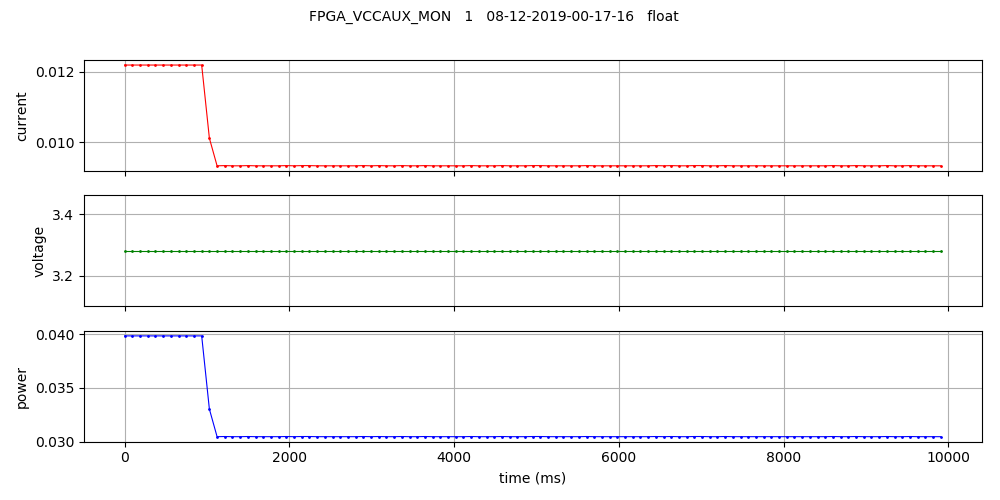 FPGA_VCCAUX_MON 1 08-12-2019-00-17-16 float
0.012
0.010
current
3.4
3.2
voltage
0.040
0.035
0.030
power
0 2000 4000 6000 8000 10000
time (ms)